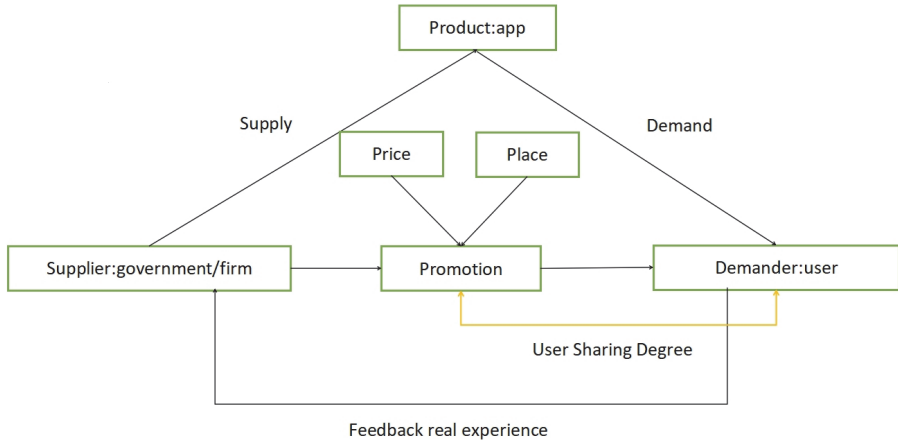 Product:app
Supply
Demand
Price
Place
Supplier:government/firm
Promotion
Demander:user
User Sharing Degree
Feedback real experience